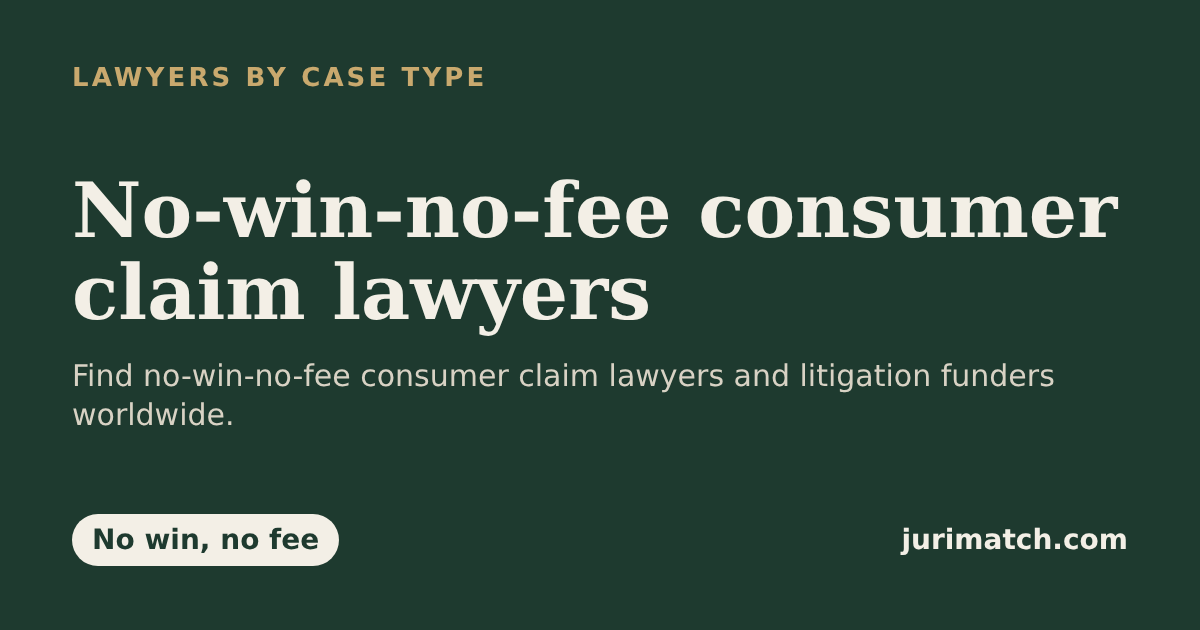 LAWYERS BY CASE TYPE
No-win-no-fee consumer
claim lawyers
Find no-win-no-fee consumer claim lawyers and litigation funders
worldwide.
No win, no fee
jurimatch.com